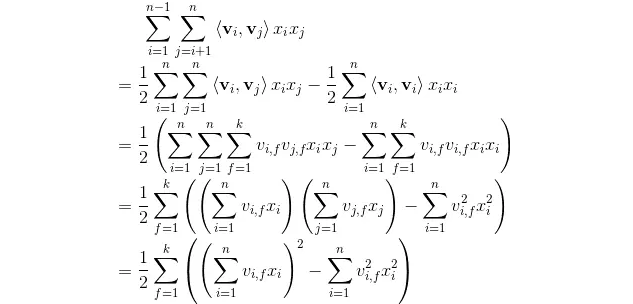 \sum_{i=1}^{n-1} \sum_{j=i+1}^{n} \langle \mathbf{v}_i, \mathbf{v}_j \rangle x_i x_j
= \frac{1}{2} \sum_{i=1}^{n} \sum_{j=1}^{n} \langle \mathbf{v}_i, \mathbf{v}_j \rangle x_i x_j - \frac{1}{2} \sum_{i=1}^{n} \langle \mathbf{v}_i, \mathbf{v}_i \rangle x_i x_i
= \frac{1}{2} \left( \sum_{i=1}^{n} \sum_{j=1}^{n} \sum_{f=1}^{k} v_{i,f} v_{j,f} x_i x_j - \sum_{i=1}^{n} \sum_{f=1}^{k} v_{i,f} v_{i,f} x_i x_i \right)
= \frac{1}{2} \sum_{f=1}^{k} \left( \left( \sum_{i=1}^{n} v_{i,f} x_i \right) \left( \sum_{j=1}^{n} v_{j,f} x_j \right) - \sum_{i=1}^{n} v_{i,f}^2 x_i^2 \right)
= \frac{1}{2} \sum_{f=1}^{k} \left( \left( \sum_{i=1}^{n} v_{i,f} x_i \right)^2 - \sum_{i=1}^{n} v_{i,f}^2 x_i^2 \right)